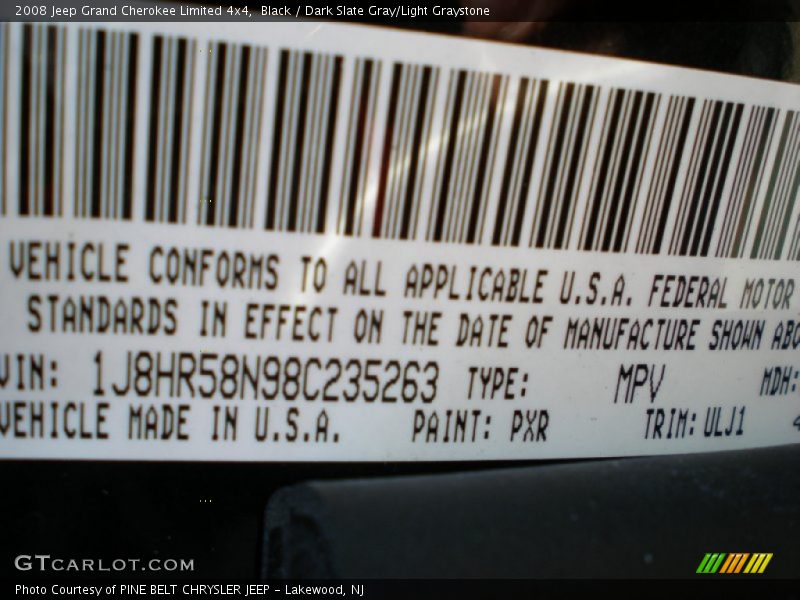 2008 Jeep Grand Cherokee Limited 4x4,  Black / Dark Slate Gray/Light Graystone
VEHICLE CONFORMS TO ALL APPLICABLE U.S.A. FEDERAL MOTOR
STANDARDS IN EFFECT ON THE DATE OF MANUFACTURE SHOWN ABO
VIN: 1J8HR58N98C235263 TYPE: MPV MDH:
VEHICLE MADE IN U.S.A. PAINT: PXR TRIM: ULJ1
GTCARLOT.COM
Photo Courtesy of PINE BELT CHRYSLER JEEP - Lakewood, NJ